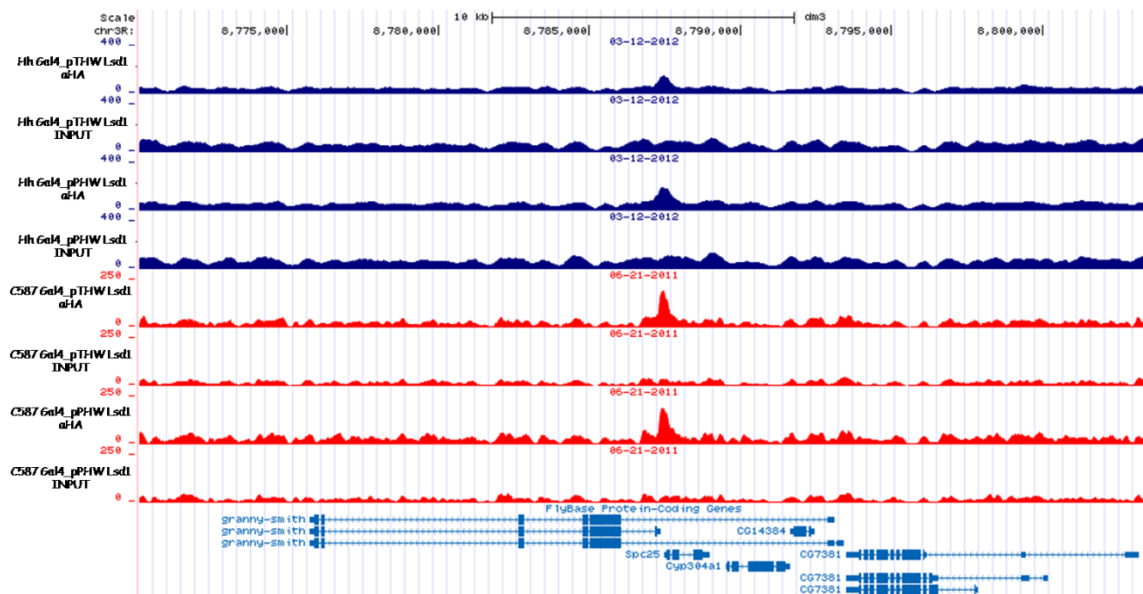 Scale 10 kb dm3
chr3R: 8,775,000 8,780,000 8,785,000 8,790,000 8,795,000 8,800,000
400 _ 03-12-2012
Hh Gal4_pTHW Lsd1
αHA
0 _
400 _ 03-12-2012
Hh Gal4_pTHW Lsd1
INPUT
0 _
400 _ 03-12-2012
Hh Gal4_pPHW Lsd1
αHA
0 _
400 _ 03-12-2012
Hh Gal4_pPHW Lsd1
INPUT
0 _
250 _ 06-21-2011
C587 Gal4_pTHW Lsd1
αHA
0 _
250 _ 06-21-2011
C587 Gal4_pTHW Lsd1
INPUT
0 _
250 _ 06-21-2011
C587 Gal4_pPHW Lsd1
αHA
0 _
250 _ 06-21-2011
C587 Gal4_pPHW Lsd1
INPUT
0 _
FlyBase Protein-Coding Genes
granny-smith
granny-smith CG14384
granny-smith
Spc25 CG7381
Cyp304a1
CG7381
CG7381